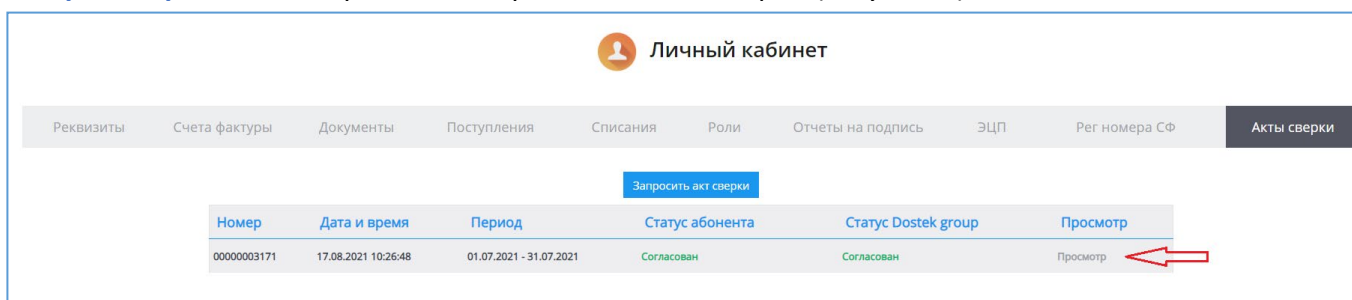 Личный кабинет
Реквизиты Счета фактуры Документы Поступления Списания Роли Отчеты на подпись ЭЦП Рег номера СФ Акты сверки
Запросить акт сверки
Номер Дата и время Период Статус абонента Статус Dostek group Просмотр
00000003171 17.08.2021 10:26:48 01.07.2021 - 31.07.2021 Согласован Согласован Просмотр